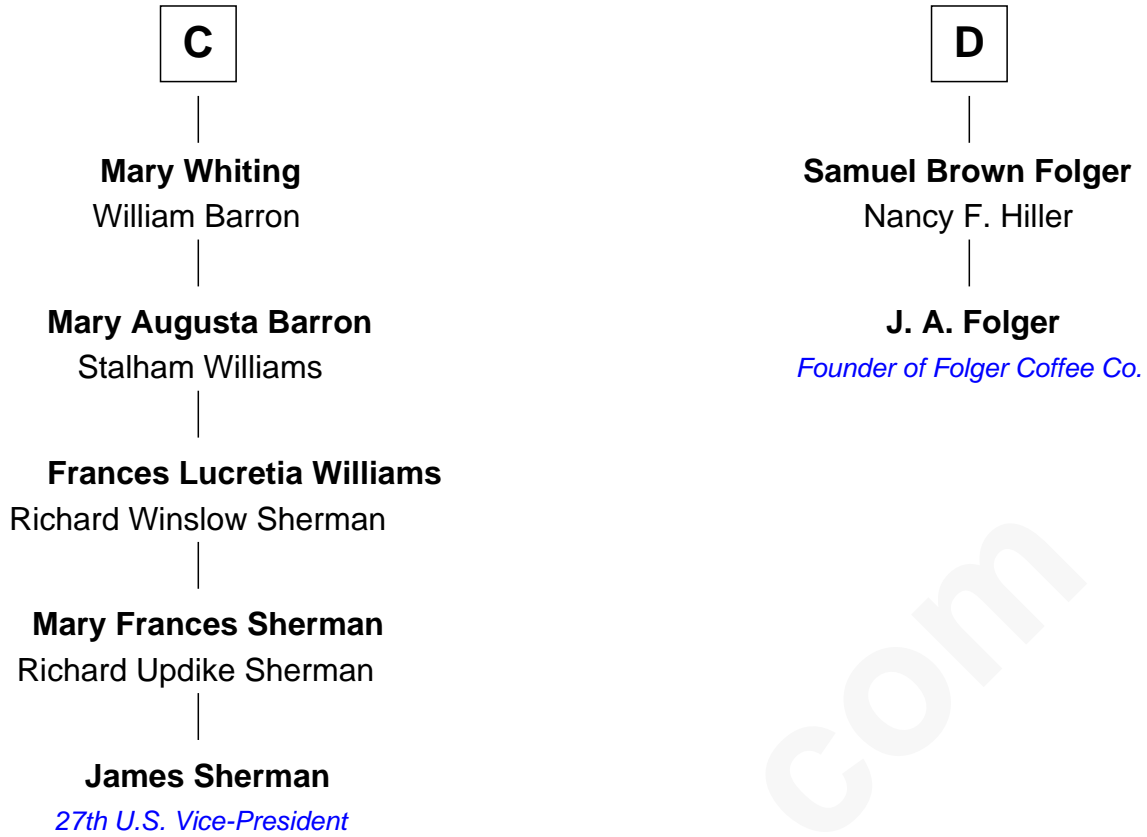 C
Mary Whiting
William Barron
Mary Augusta Barron
Stalham Williams
Frances Lucretia Williams
Richard Winslow Sherman
Mary Frances Sherman
Richard Updike Sherman
James Sherman
27th U.S. Vice-President
D
Samuel Brown Folger
Nancy F. Hiller
J. A. Folger
Founder of Folger Coffee Co.
com